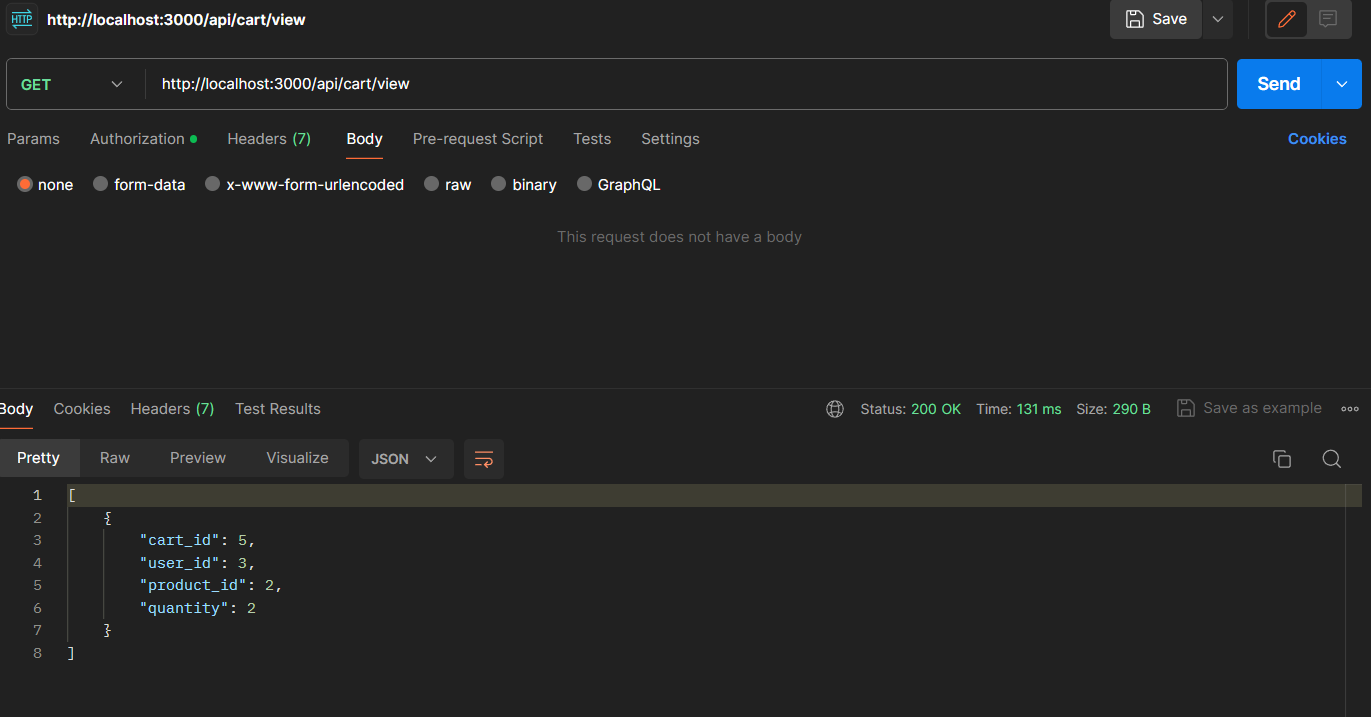 HTTP http://localhost:3000/api/cart/view Save
GET http://localhost:3000/api/cart/view Send
Params Authorization Headers (7) Body Pre-request Script Tests Settings Cookies
none form-data x-www-form-urlencoded raw binary GraphQL
This request does not have a body
Body Cookies Headers (7) Test Results Status: 200 OK Time: 131 ms Size: 290 B Save as example
Pretty Raw Preview Visualize JSON
1 [
2 {
3 "cart_id": 5,
4 "user_id": 3,
5 "product_id": 2,
6 "quantity": 2
7 }
8 ]